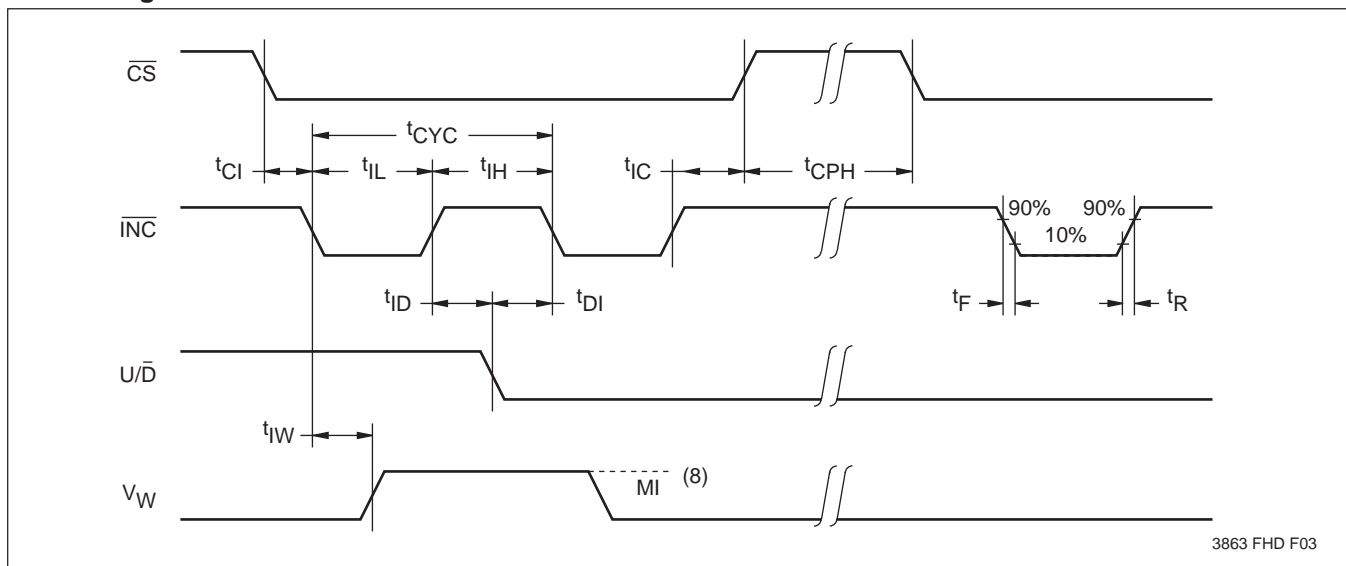 CS
tCYC
tCI
tIL
tIH
tIC
tCPH
INC
90%
90%
10%
tID
tDI
tF
tR
U/D
tIW
VW
MI
(8)
3863 FHD F03